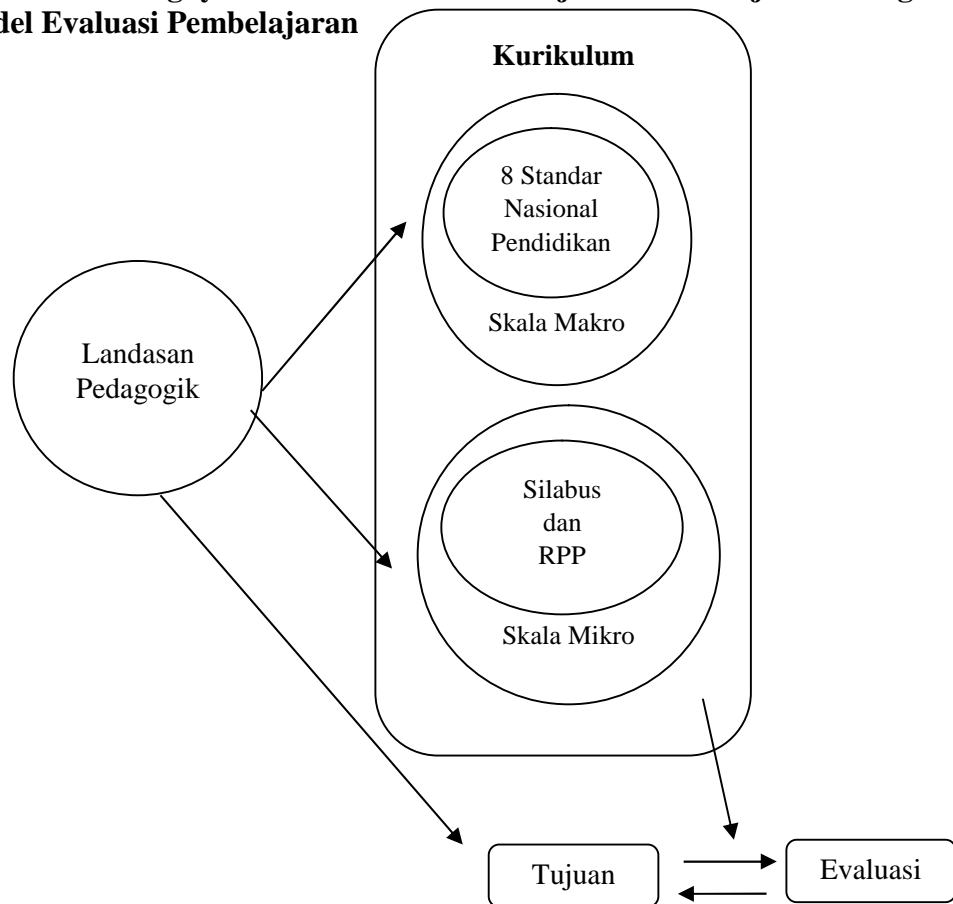 del Evaluasi Pembelajaran
Kurikulum
8 Standar
Nasional
Pendidikan
Skala Makro
Landasan
Pedagogik
Silabus
dan
RPP
Skala Mikro
Tujuan
Evaluasi